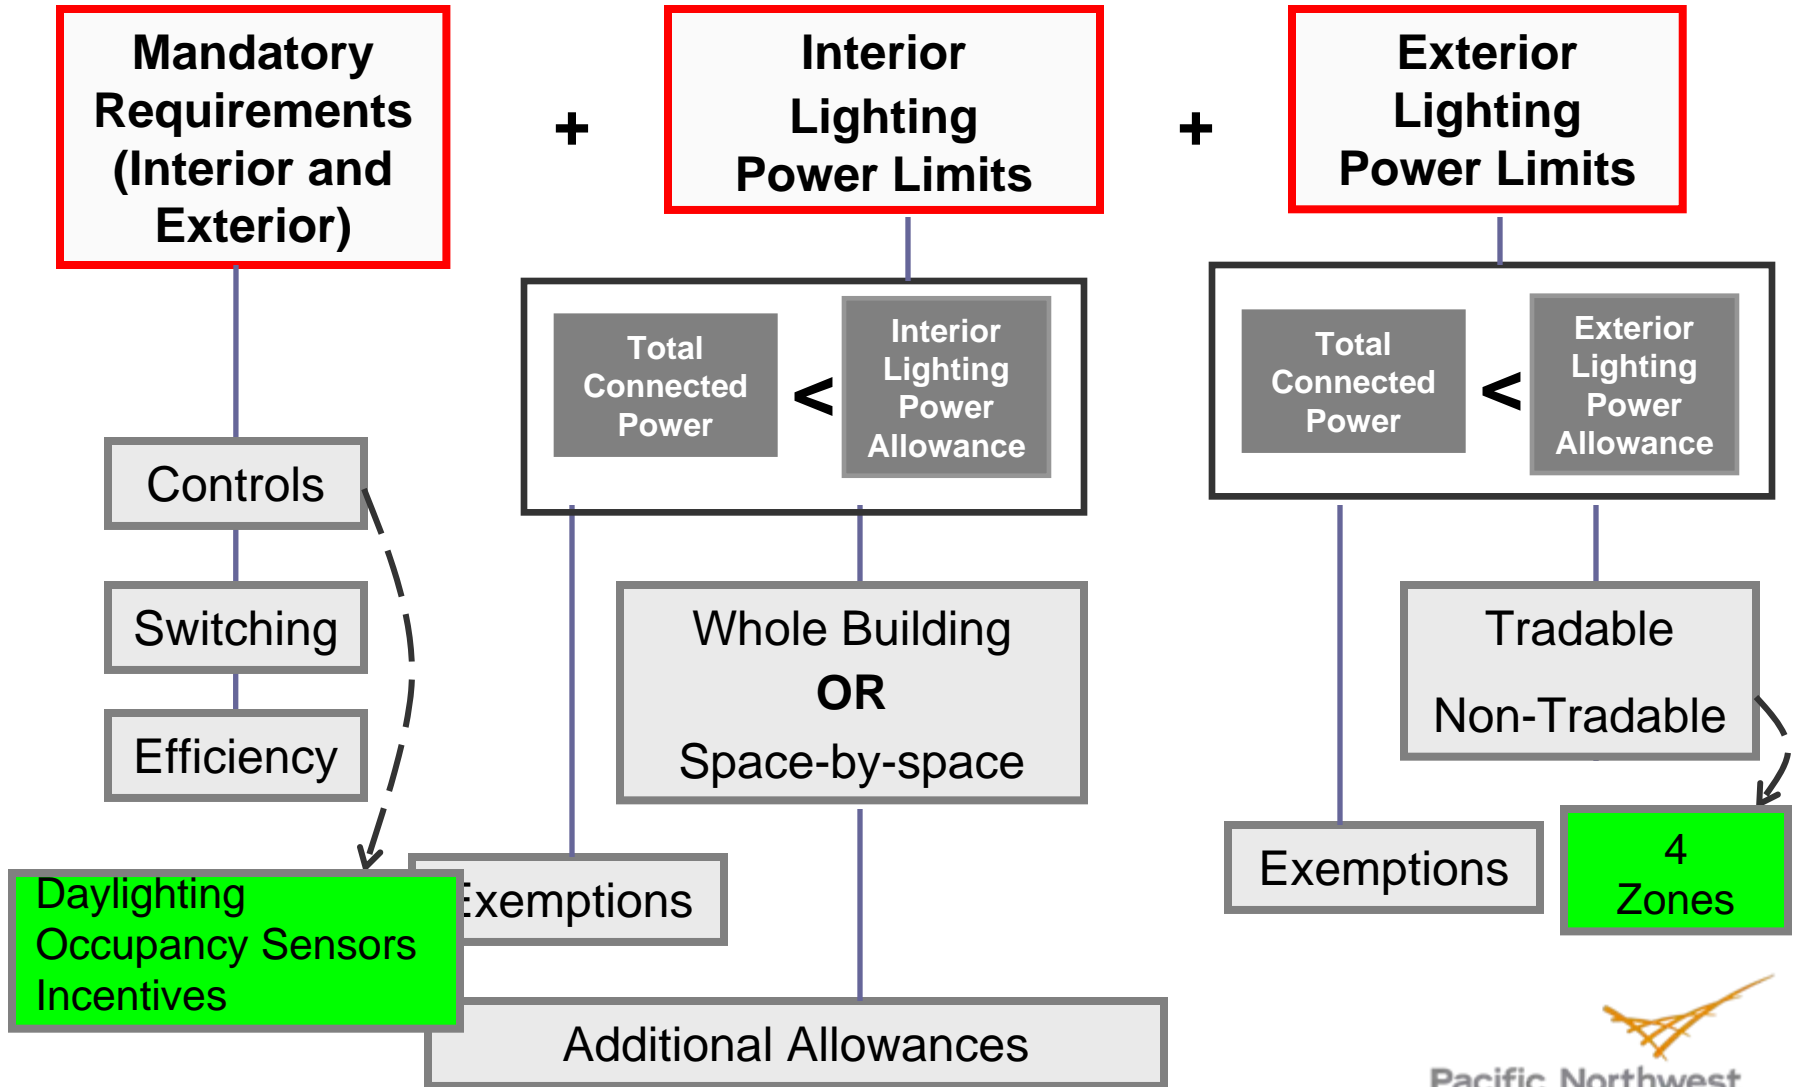 Mandatory
Requirements
(Interior and
Exterior)
+
Interior
Lighting
Power Limits
+
Exterior
Lighting
Power Limits
Total
Connected
Power
<
Interior
Lighting
Power
Allowance
Total
Connected
Power
<
Exterior
Lighting
Power
Allowance
Controls
Switching
Efficiency
Whole Building
OR
Space-by-space
Tradable
Non-Tradable
Exemptions
Exemptions
4
Zones
Daylighting
Occupancy Sensors
Incentives
Additional Allowances
Pacific Northwest